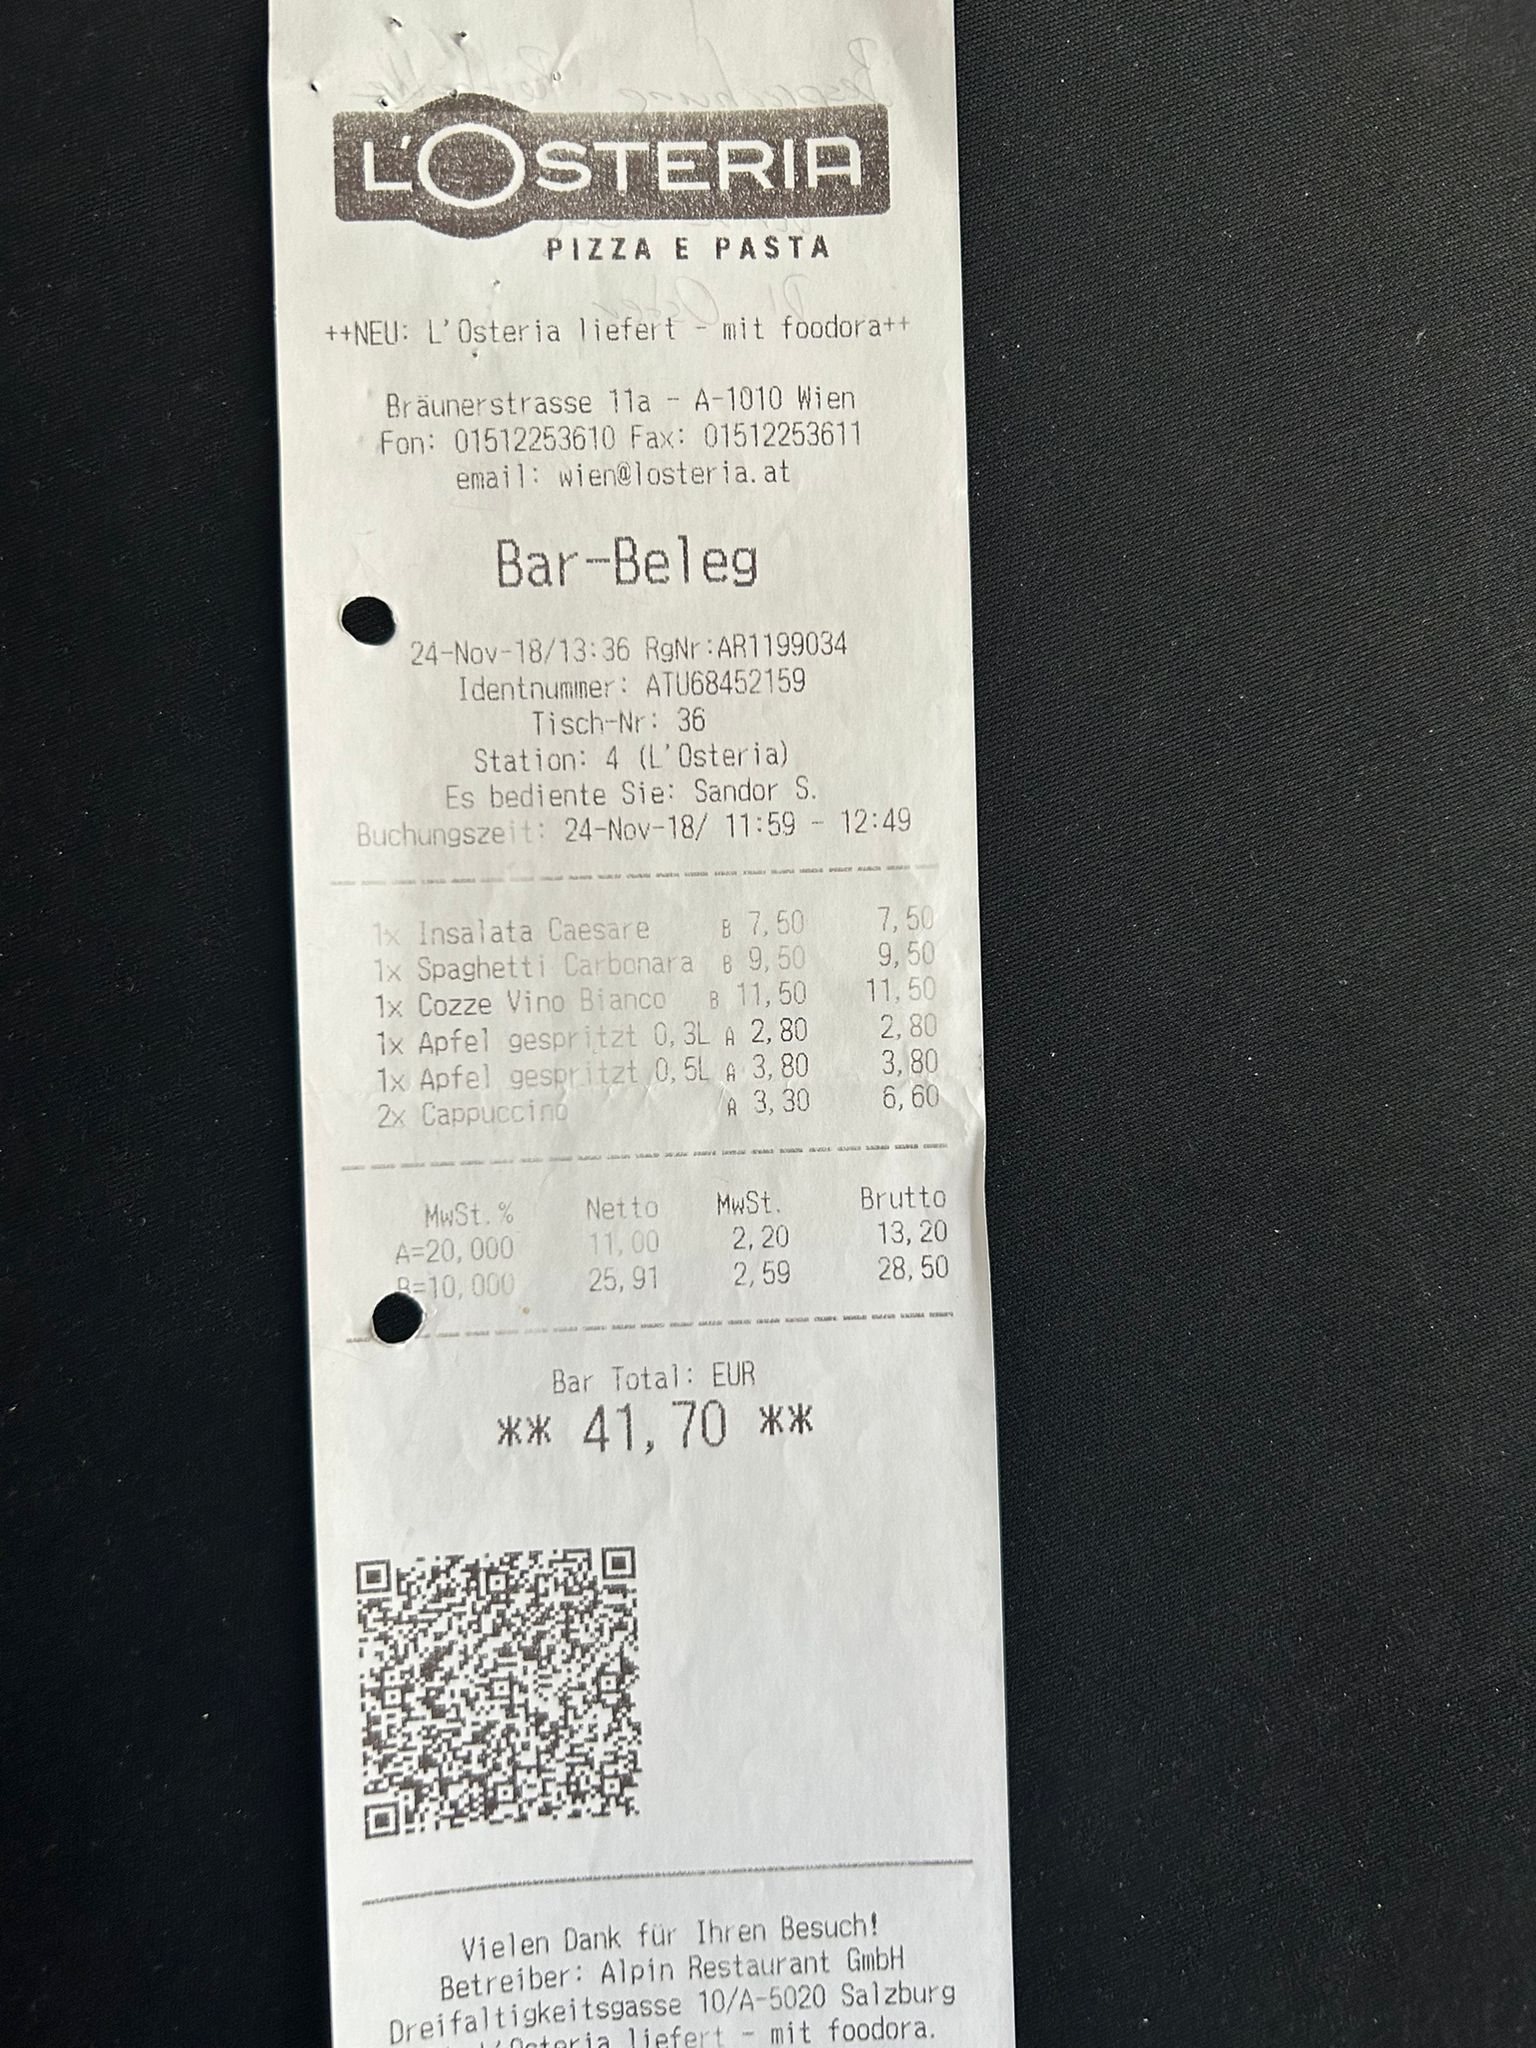 L'OSTERIA
PIZZA E PASTA
++NEU: L'Osteria liefert - mit foodora++
Bräunerstrasse 11a - A-1010 Wien
Fon: 01512253610 Fax: 01512253611
email: wien@losteria.at
Bar-Beleg
24-Nov-18/13:36 RgNr:AR1199034
Identnummer: ATU68452159
Tisch-Nr: 36
Station: 4 (L'Osteria)
Es bediente Sie: Sandor S.
Buchungszeit: 24-Nov-18/ 11:59 - 12:49
1x Insalata Caesare B 7,50 7,50
1x Spaghetti Carbonara B 9,50 9,50
1x Cozze Vino Bianco B 11,50 11,50
1x Apfel gespritzt 0,3L A 2,80 2,80
1x Apfel gespritzt 0,5L A 3,80 3,80
2x Cappuccino A 3,30 6,60
MwSt.% Netto MwSt. Brutto
A=20,000 11,00 2,20 13,20
B=10,000 25,91 2,59 28,50
Bar Total: EUR
** 41,70 **
Vielen Dank für Ihren Besuch!
Betreiber: Alpin Restaurant GmbH
Dreifaltigkeitsgasse 10/A-5020 Salzburg
L'Osteria liefert - mit foodora.